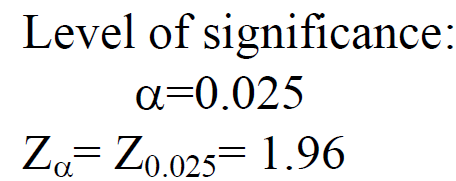 Level of significance:
α=0.025
Zα= Z0.025= 1.96